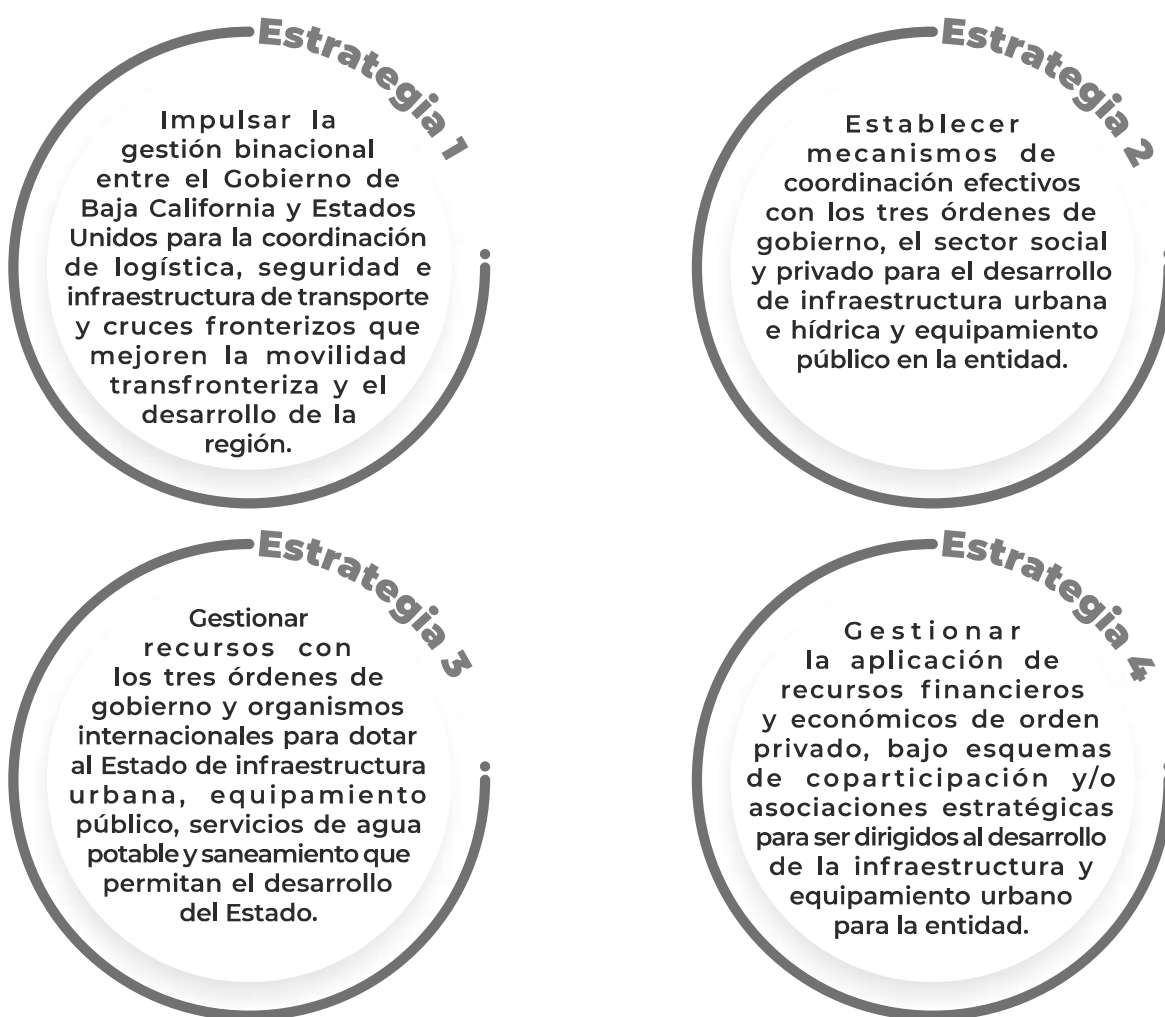 Estrategia 1
Impulsar la
gestión binacional
entre el Gobierno de
Baja California y Estados
Unidos para la coordinación
de logística, seguridad e
infraestructura de transporte
y cruces fronterizos que
mejoren la movilidad
transfronteriza y el
desarrollo de la
región.
Estrategia 2
Establecer
mecanismos de
coordinación efectivos
con los tres órdenes de
gobierno, el sector social
y privado para el desarrollo
de infraestructura urbana
e hídrica y equipamiento
público en la entidad.
Estrategia 3
Gestionar
recursos con
los tres órdenes de
gobierno y organismos
internacionales para dotar
al Estado de infraestructura
urbana, equipamiento
público, servicios de agua
potable y saneamiento que
permitan el desarrollo
del Estado.
Estrategia 4
Gestionar
la aplicación de
recursos financieros
y económicos de orden
privado, bajo esquemas
de coparticipación y/o
asociaciones estratégicas
para ser dirigidos al desarrollo
de la infraestructura y
equipamiento urbano
para la entidad.